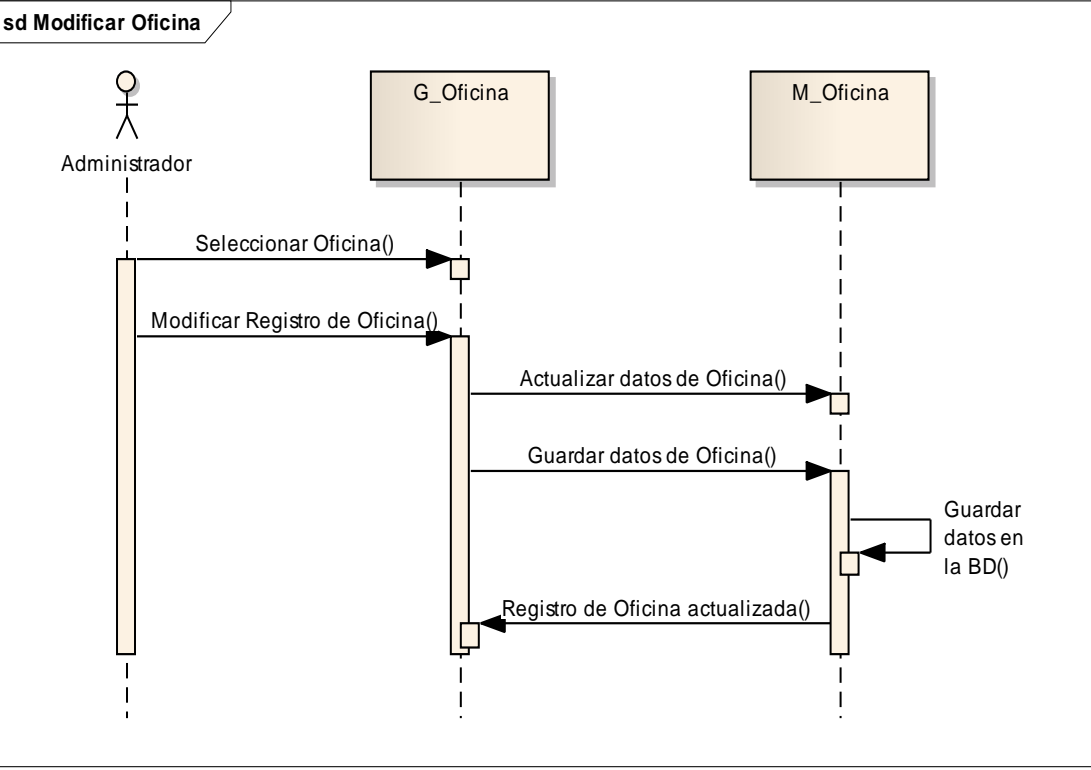 sd Modificar Oficina
G_Oficina
M_Oficina
Administrador
Seleccionar Oficina()
Modificar Registro de Oficina()
Actualizar datos de Oficina()
Guardar datos de Oficina()
Guardar
datos en
la BD()
Registro de Oficina actualizada()